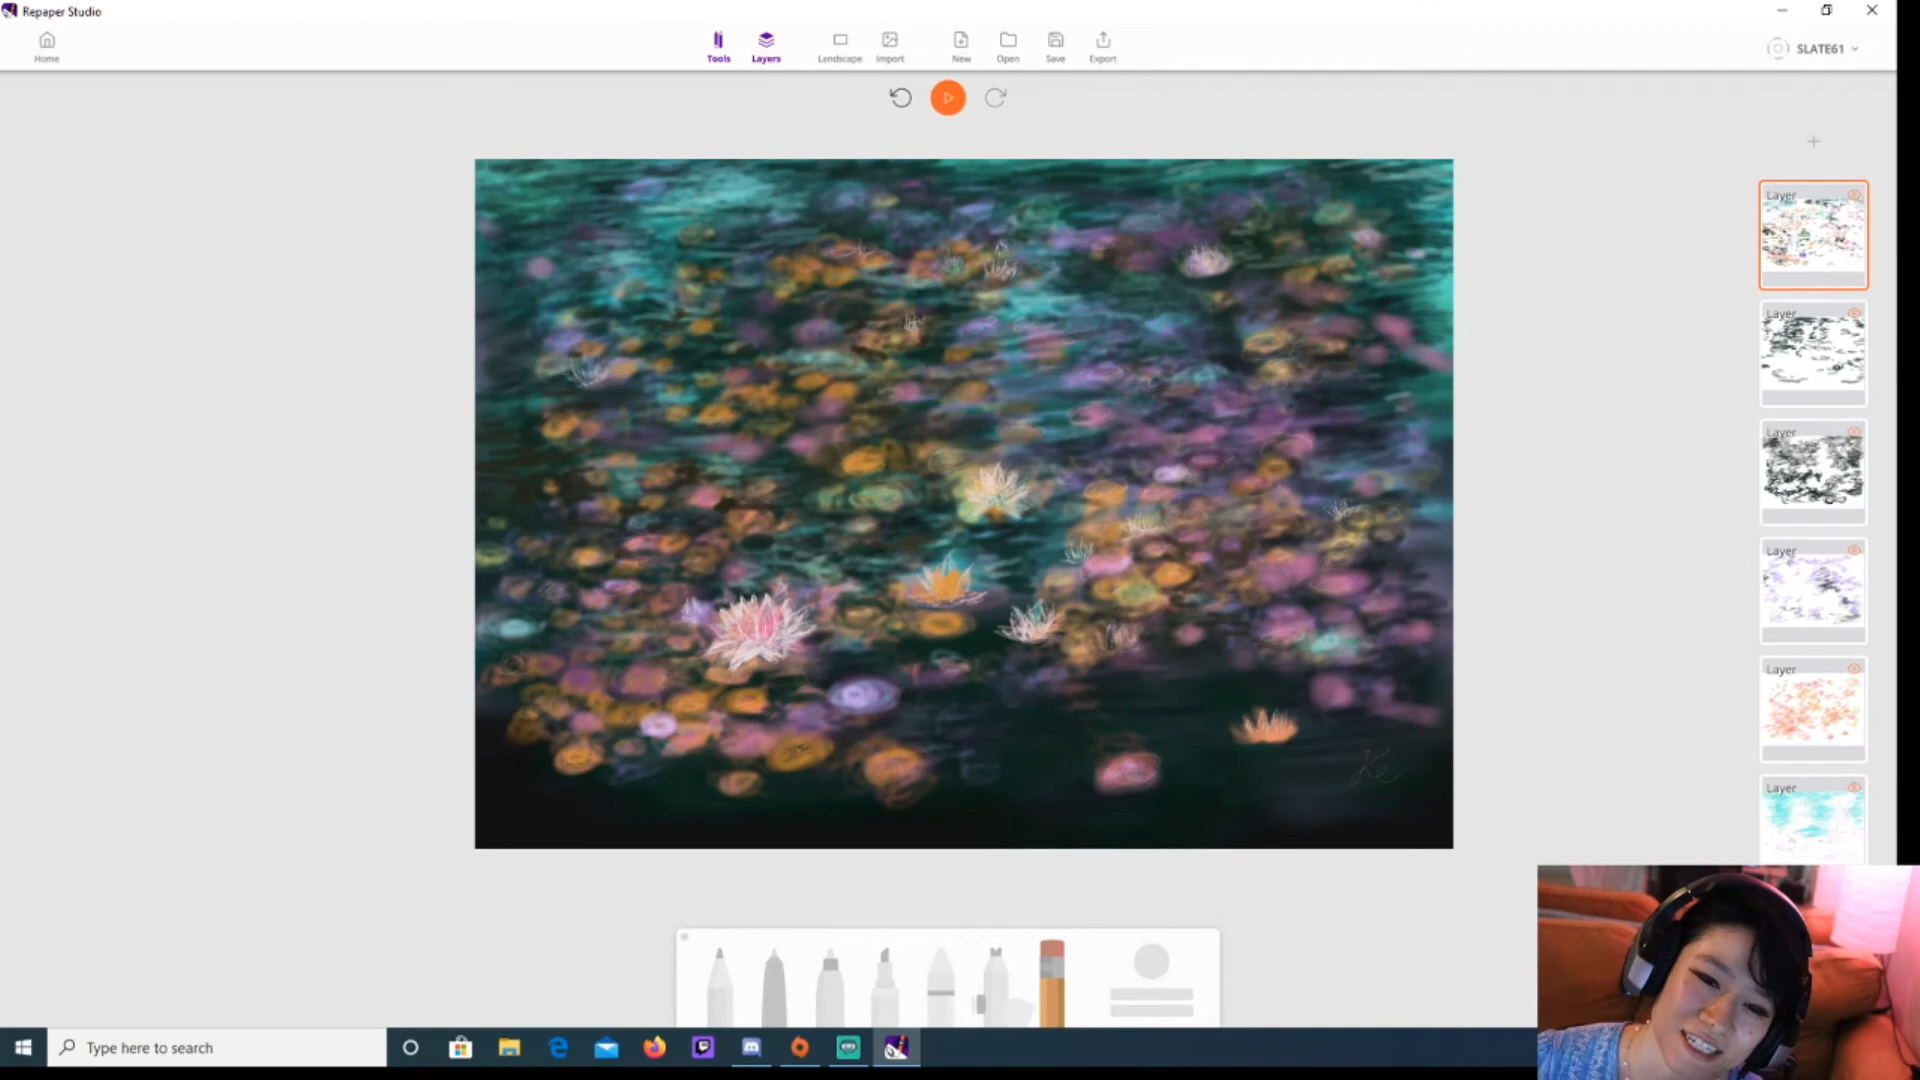 Repaper Studio
Home
Tools
Layers
Landscape
Import
New
Open
Save
Export
SLATE61
Layer
Layer
Layer
Layer
Layer
Layer
Ke
Type here to search